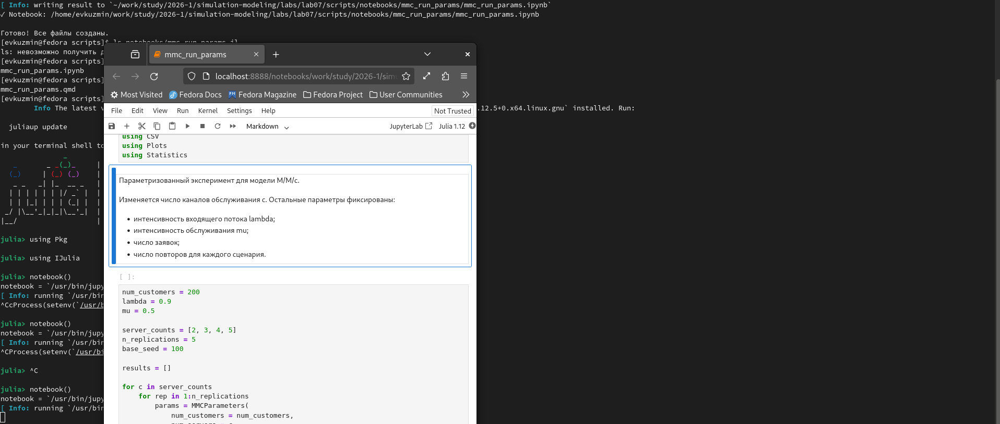 [ Info: writing result to `~/work/study/2026-1/simulation-modeling/labs/lab07/scripts/notebooks/mmc_run_params/mmc_run_params.ipynb`
✓ Notebook: /home/evkuzmin/work/study/2026-1/simulation-modeling/labs/lab07/scripts/notebooks/mmc_run_params/mmc_run_params.ipynb
Готово! Все файлы созданы.
[evkuzmin@fedora scripts]$ ls notebooks/mmc_run_params.jl
ls: невозможно получить д
[evkuzmin@fedora scripts]
mmc_run_params.ipynb
[evkuzmin@fedora scripts]
mmc_run_params.qmd
[evkuzmin@fedora scripts]
Info The latest v
.12.5+0.x64.linux.gnu` installed. Run:
juliaup update
in your terminal shell to
julia> using Pkg
julia> using IJulia
julia> notebook()
notebook = `/usr/bin/jupy
[ Info: running `/usr/bin
^CcProcess(setenv(`/usr/b
julia> notebook()
notebook = `/usr/bin/jupy
[ Info: running `/usr/bin
^CProcess(setenv(`/usr/bi
julia> ^C
julia> notebook()
notebook = `/usr/bin/jupy
[ Info: running `/usr/bin
mmc_run_params
localhost:8888/notebooks/work/study/2026-1/sim
Most Visited Fedora Docs Fedora Magazine Fedora Project User Communities
File Edit View Run Kernel Settings Help Not Trusted
Markdown JupyterLab Julia 1.12
using CSV
using Plots
using Statistics
Параметризованный эксперимент для модели M/M/c.
Изменяется число каналов обслуживания c. Остальные параметры фиксированы:
• интенсивность входящего потока lambda;
• интенсивность обслуживания mu;
• число заявок;
• число повторов для каждого сценария.
[ ]:
num_customers = 200
lambda = 0.9
mu = 0.5
server_counts = [2, 3, 4, 5]
n_replications = 5
base_seed = 100
results = []
for c in server_counts
for rep in 1:n_replications
params = MMCParameters(
num_customers = num_customers,